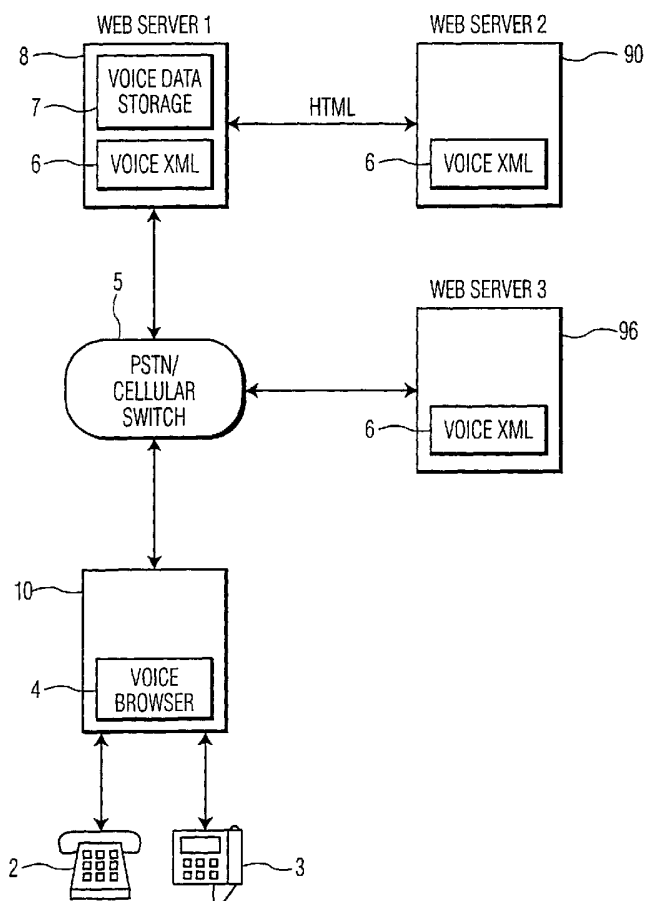 WEB SERVER 1
WEB SERVER 2
8
VOICE DATA
STORAGE
7
90
HTML
6
VOICE XML
6
VOICE XML
WEB SERVER 3
5
96
PSTN/
CELLULAR
SWITCH
6
VOICE XML
10
4
VOICE
BROWSER
2
3